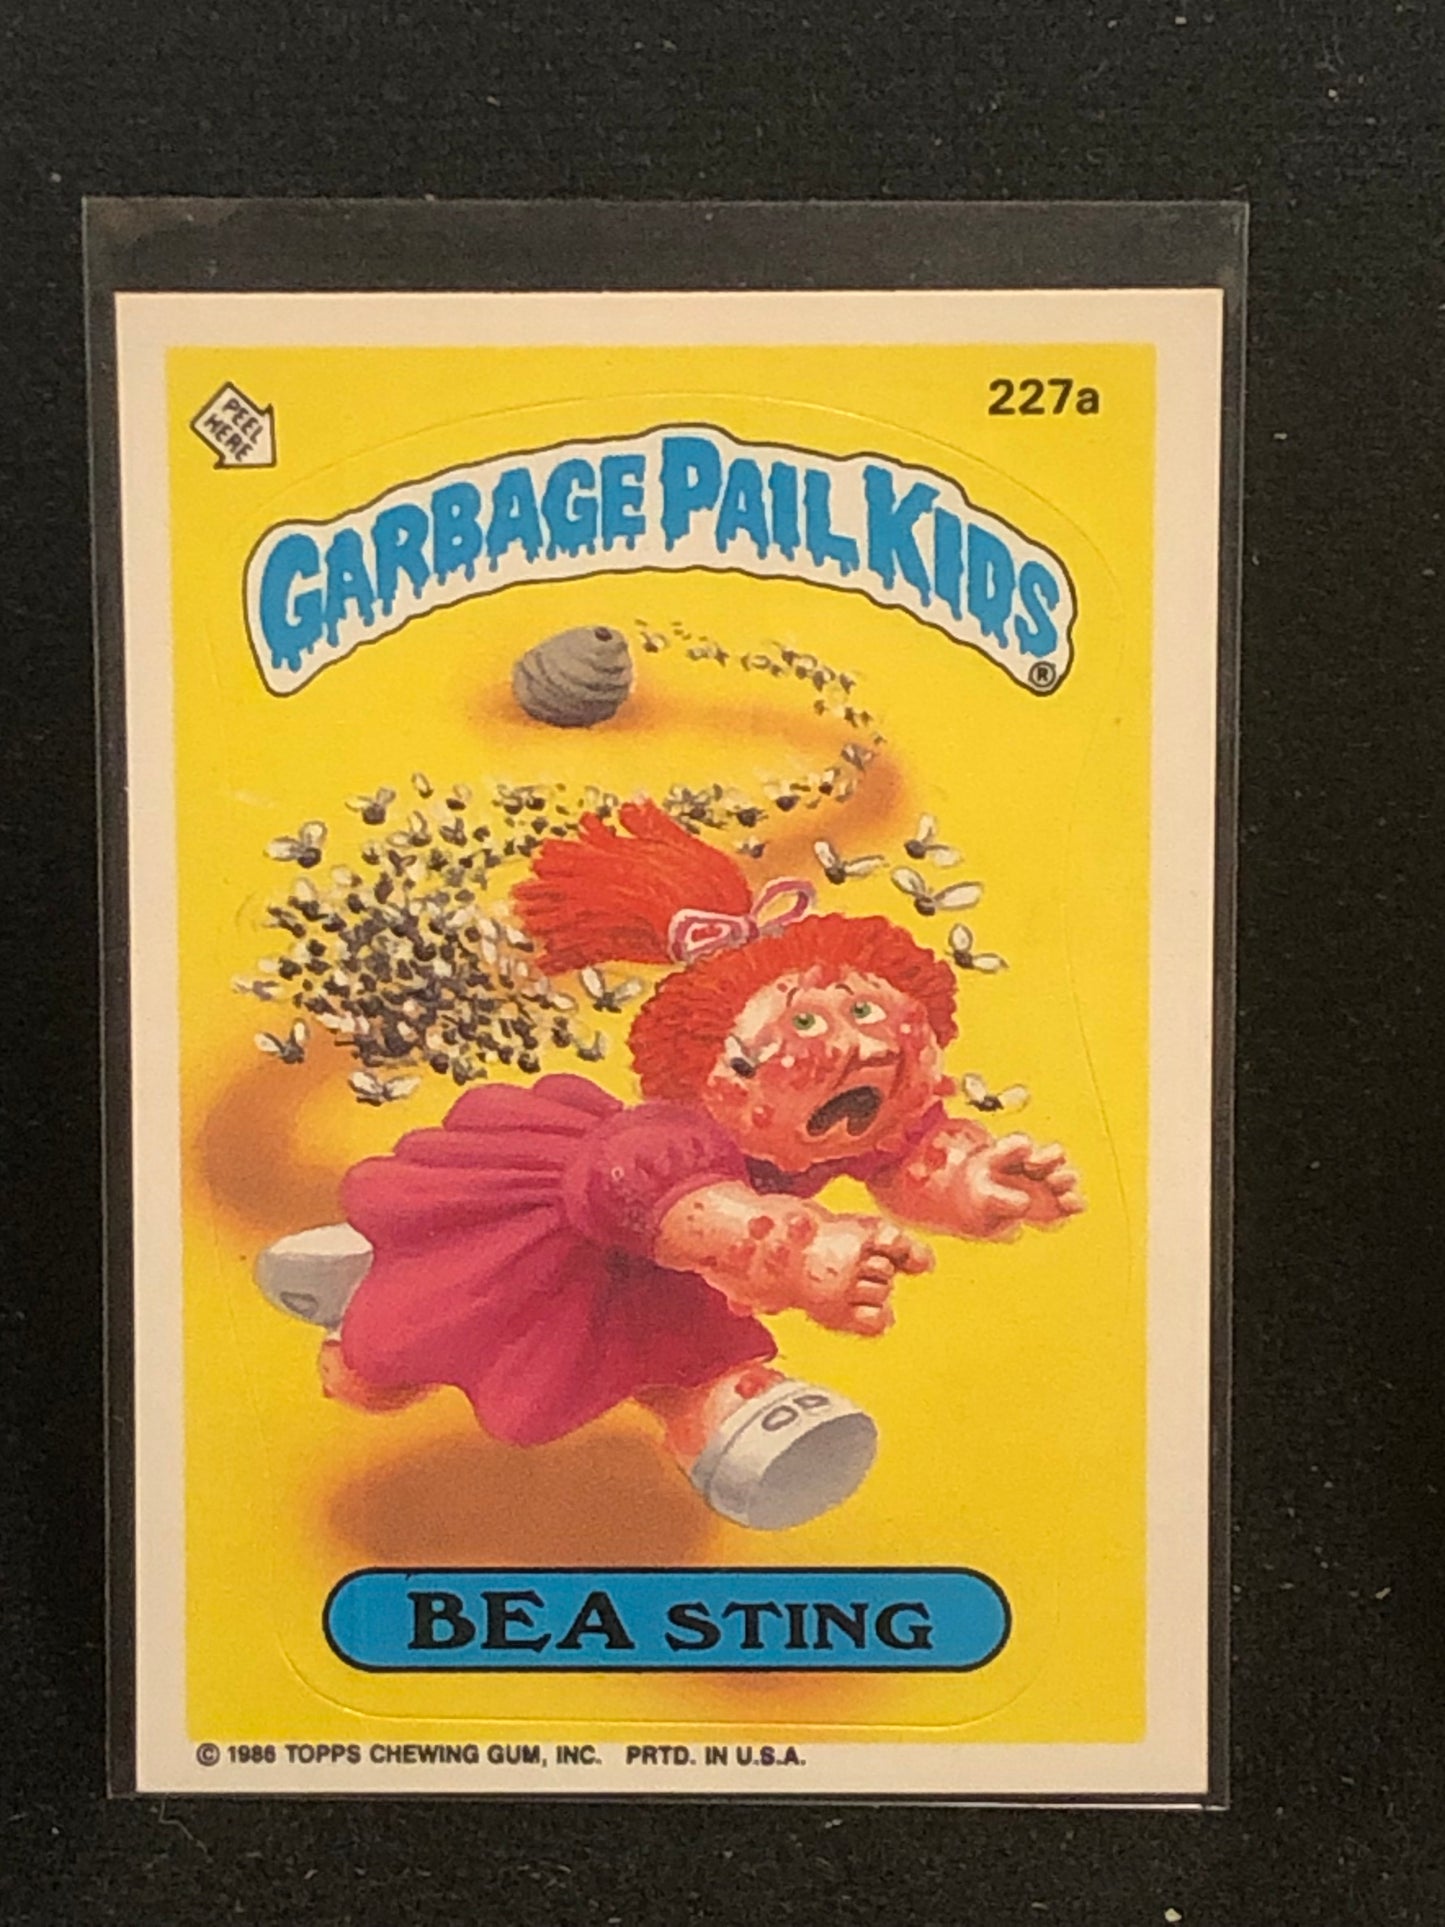 PEEL
HERE
227a
GARBAGE PAIL KIDS
®
BEA STING
© 1986 TOPPS CHEWING GUM, INC. PRTD. IN U.S.A.